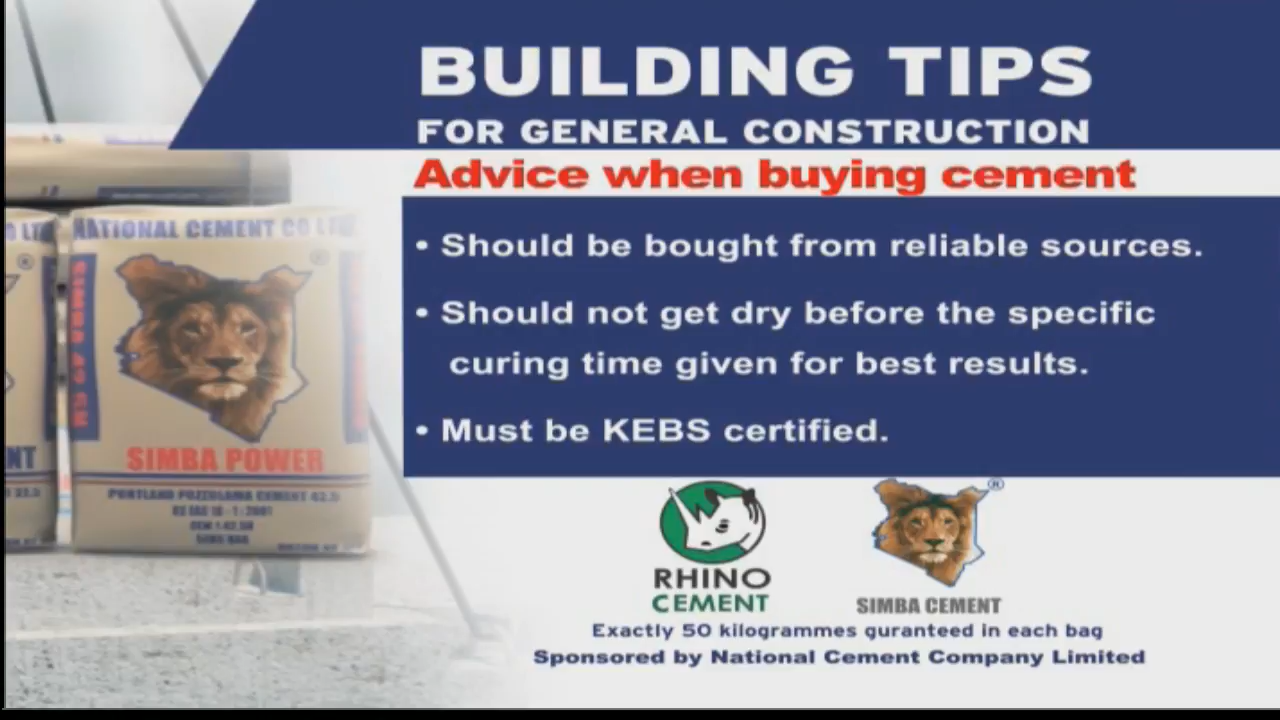 BUILDING TIPS
FOR GENERAL CONSTRUCTION
Advice when buying cement
• Should be bought from reliable sources.
• Should not get dry before the specific
curing time given for best results.
• Must be KEBS certified.
NATIONAL CEMENT CO LTD
®
SIMBA POWER
PORTLAND POZZOLANA CEMENT 42.5
RHINO
CEMENT
®
SIMBA CEMENT
Exactly 50 kilogrammes guranteed in each bag
Sponsored by National Cement Company Limited